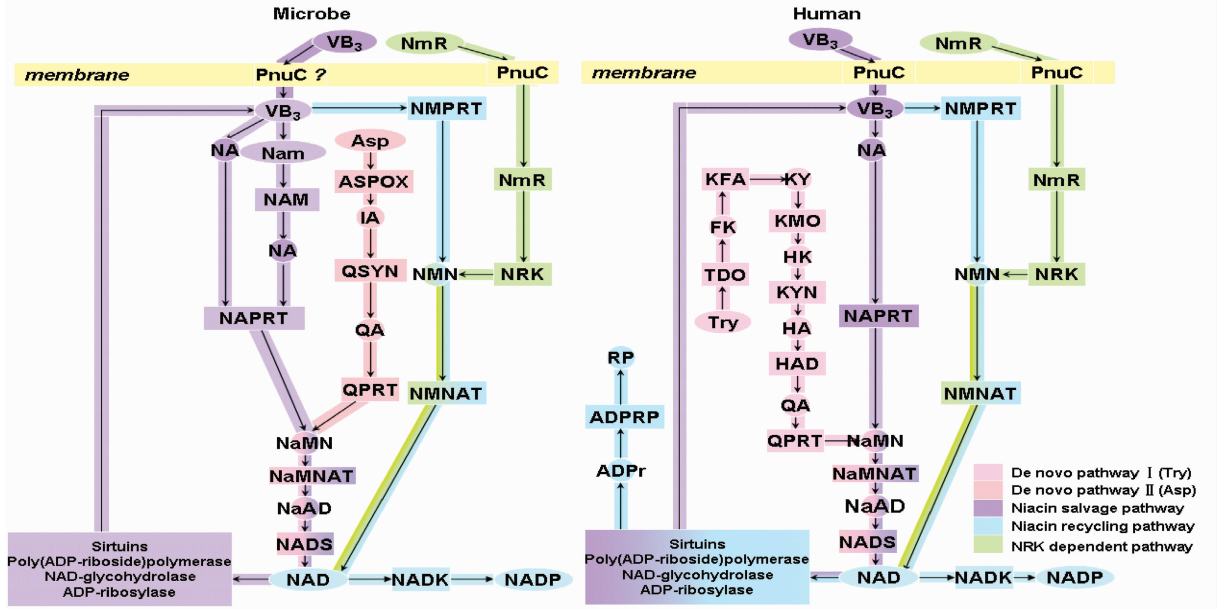 Microbe
VB3
NmR
membrane
PnuC ?
PnuC
VB3
NMPRT
NA
Nam
Asp
ASPOX
NmR
NAM
IA
NA
QSYN
NMN
NRK
NAPRT
QA
QPRT
NMNAT
NaMN
NaMNAT
NaAD
NADS
Sirtuins
Poly(ADP-riboside)polymerase
NAD-glycohydrolase
ADP-ribosylase
NAD
NADK
NADP
Human
VB3
NmR
membrane
PnuC
PnuC
VB3
NMPRT
NA
KFA
KY
NmR
FK
KMO
HK
TDO
NMN
NRK
KYN
Try
HA
NAPRT
RP
HAD
ADPRP
QA
NMNAT
QPRT
NaMN
ADPr
NaMNAT
NaAD
NADS
Sirtuins
Poly(ADP-riboside)polymerase
NAD-glycohydrolase
ADP-ribosylase
NAD
NADK
NADP
De novo pathway Ⅰ (Try)
De novo pathway Ⅱ (Asp)
Niacin salvage pathway
Niacin recycling pathway
NRK dependent pathway